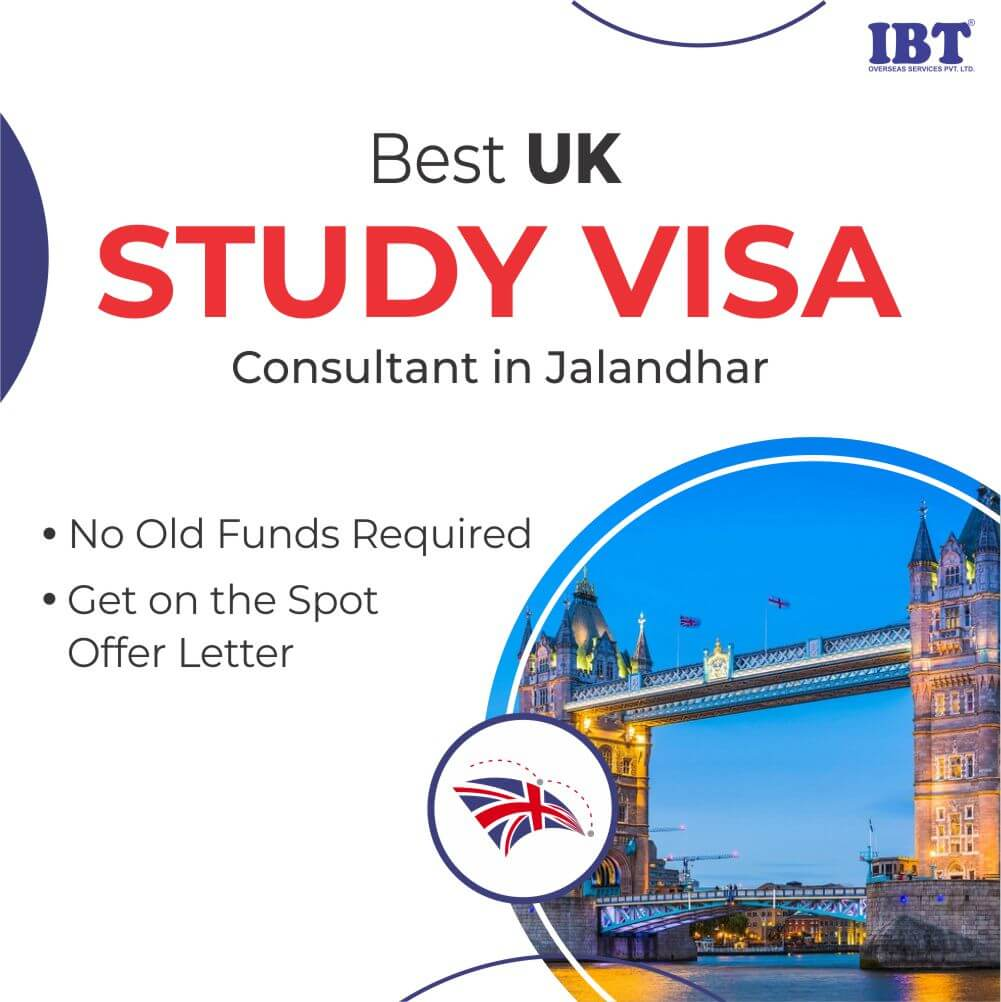 IBT®
OVERSEAS SERVICES PVT. LTD.
Best UK
STUDY VISA
Consultant in Jalandhar
• No Old Funds Required
• Get on the Spot
Offer Letter